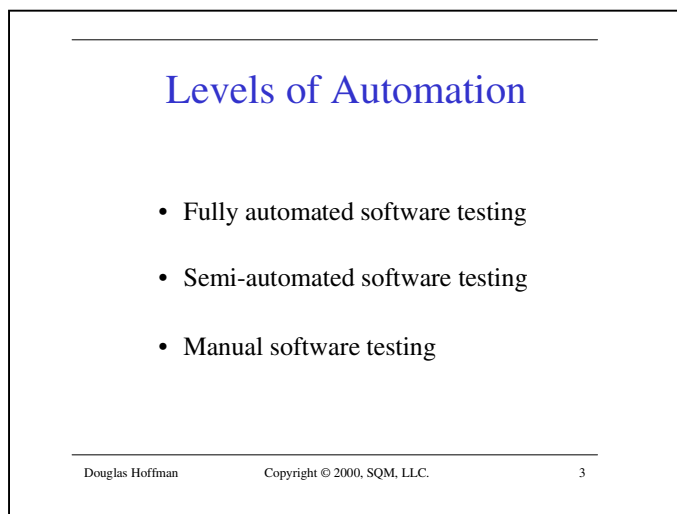 Levels of Automation
• Fully automated software testing
• Semi-automated software testing
• Manual software testing
Douglas Hoffman Copyright © 2000, SQM, LLC. 3